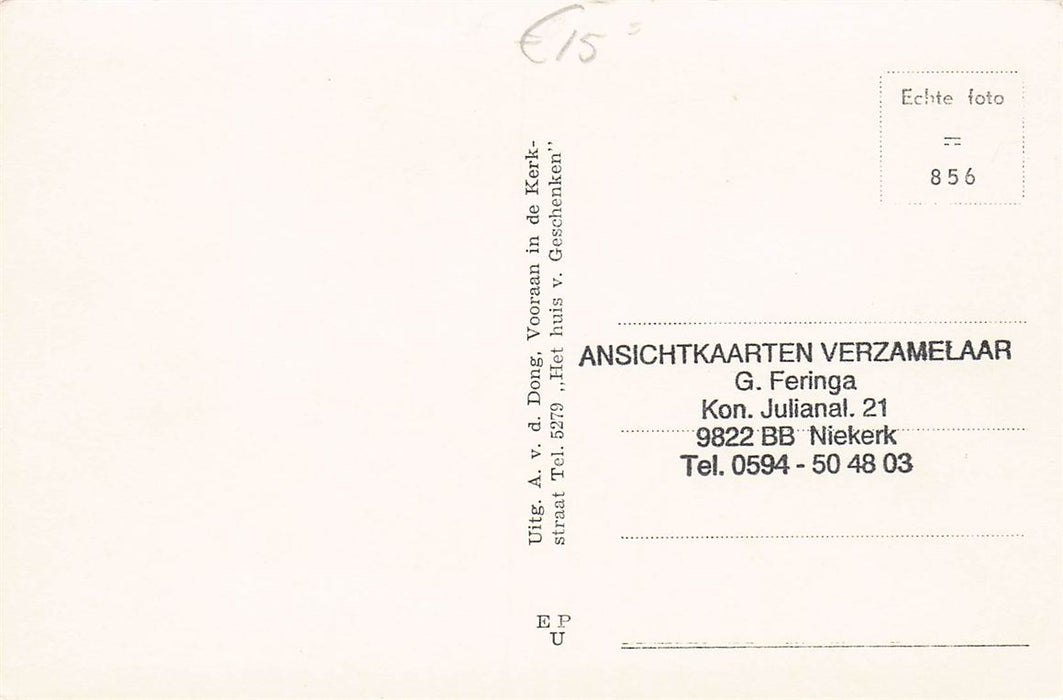 €15 =
Echte foto
=
856
Uitg. A. v. d. Dong, Vooraan in de Kerk-
straat Tel. 5279 „Het huis v. Geschenken”
ANSICHTKAARTEN VERZAMELAAR
G. Feringa
Kon. Julianal. 21
9822 BB Niekerk
Tel. 0594 - 50 48 03
E P
U